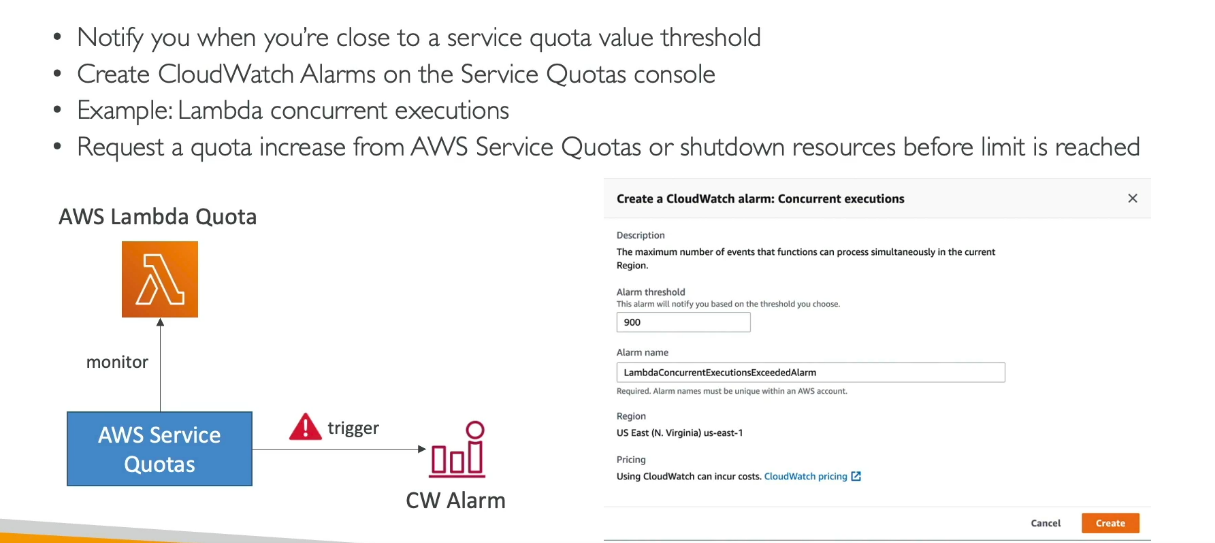 • Notify you when you’re close to a service quota value threshold
• Create CloudWatch Alarms on the Service Quotas console
• Example: Lambda concurrent executions
• Request a quota increase from AWS Service Quotas or shutdown resources before limit is reached
AWS Lambda Quota
monitor
AWS Service
Quotas
trigger
CW Alarm
Create a CloudWatch alarm: Concurrent executions
Description
The maximum number of events that functions can process simultaneously in the current
Region.
Alarm threshold
This alarm will notify you based on the threshold you choose.
900
Alarm name
LambdaConcurrentExecutionsExceededAlarm
Required. Alarm names must be unique within an AWS account.
Region
US East (N. Virginia) us-east-1
Pricing
Using CloudWatch can incur costs. CloudWatch pricing
Cancel
Create